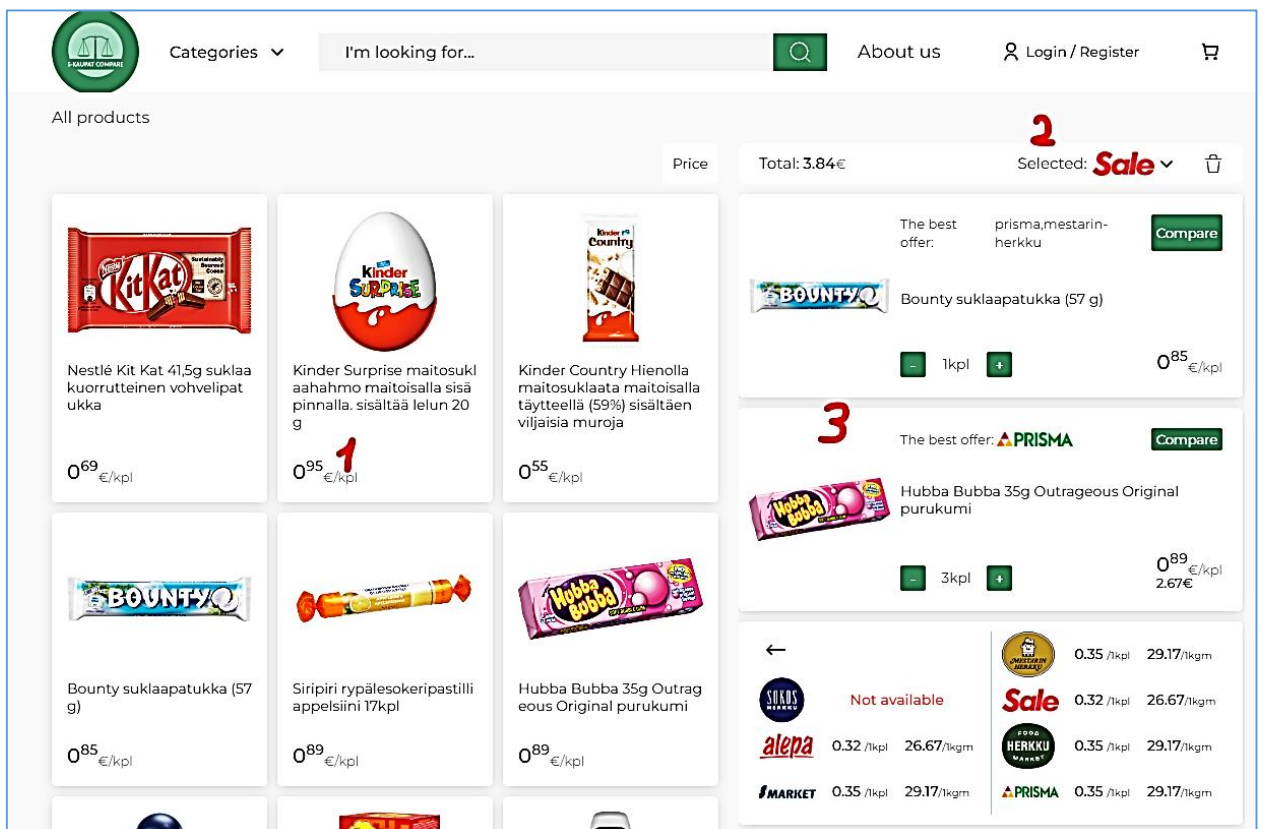 S-KAUPAT COMPARE
Categories
I'm looking for...
About us
Login / Register
All products
2
Price
Total: 3.84€
Selected: Sale
Nestlé KitKat
Sustainably
Sourced
Cocoa
Nestlé Kit Kat 41,5g suklaa
kuorrutteinen vohvelipat
ukka
0⁶⁹ €/kpl
Kinder
SURPRISE
Kinder Surprise maitosukl
aahahmo maitoisalla sisä
pinnalla. sisältää lelun 20
g
1
0⁹⁵ €/kpl
Kinder
Country
Kinder Country Hienolla
maitosuklaata maitoisalla
täytteellä (59%) sisältäen
viljaisia muroja
0⁵⁵ €/kpl
The best
offer:
prisma,mestarin-
herkku
Compare
BOUNTY
Bounty suklaapatukka (57 g)
- 1kpl +
0⁸⁵ €/kpl
3
The best offer: PRISMA
Compare
Hubba
Bubba
Hubba Bubba 35g Outrageous Original
purukumi
- 3kpl +
0⁸⁹ €/kpl
2.67€
BOUNTY
Bounty suklaapatukka (57
g)
0⁸⁵ €/kpl
Siripiri rypälesokeripastilli
appelsiini 17kpl
0⁸⁹ €/kpl
Hubba
Bubba
Hubba Bubba 35g Outrag
eous Original purukumi
0⁸⁹ €/kpl
←
SOKOS
HERKKU
Not available
alepa 0.32 /1kpl 26.67/1kgm
S MARKET 0.35 /1kpl 29.17/1kgm
MESTARIN
HERKKU
0.35 /1kpl 29.17/1kgm
Sale 0.32 /1kpl 26.67/1kgm
FOOD
HERKKU
MARKET
0.35 /1kpl 29.17/1kgm
PRISMA 0.35 /1kpl 29.17/1kgm